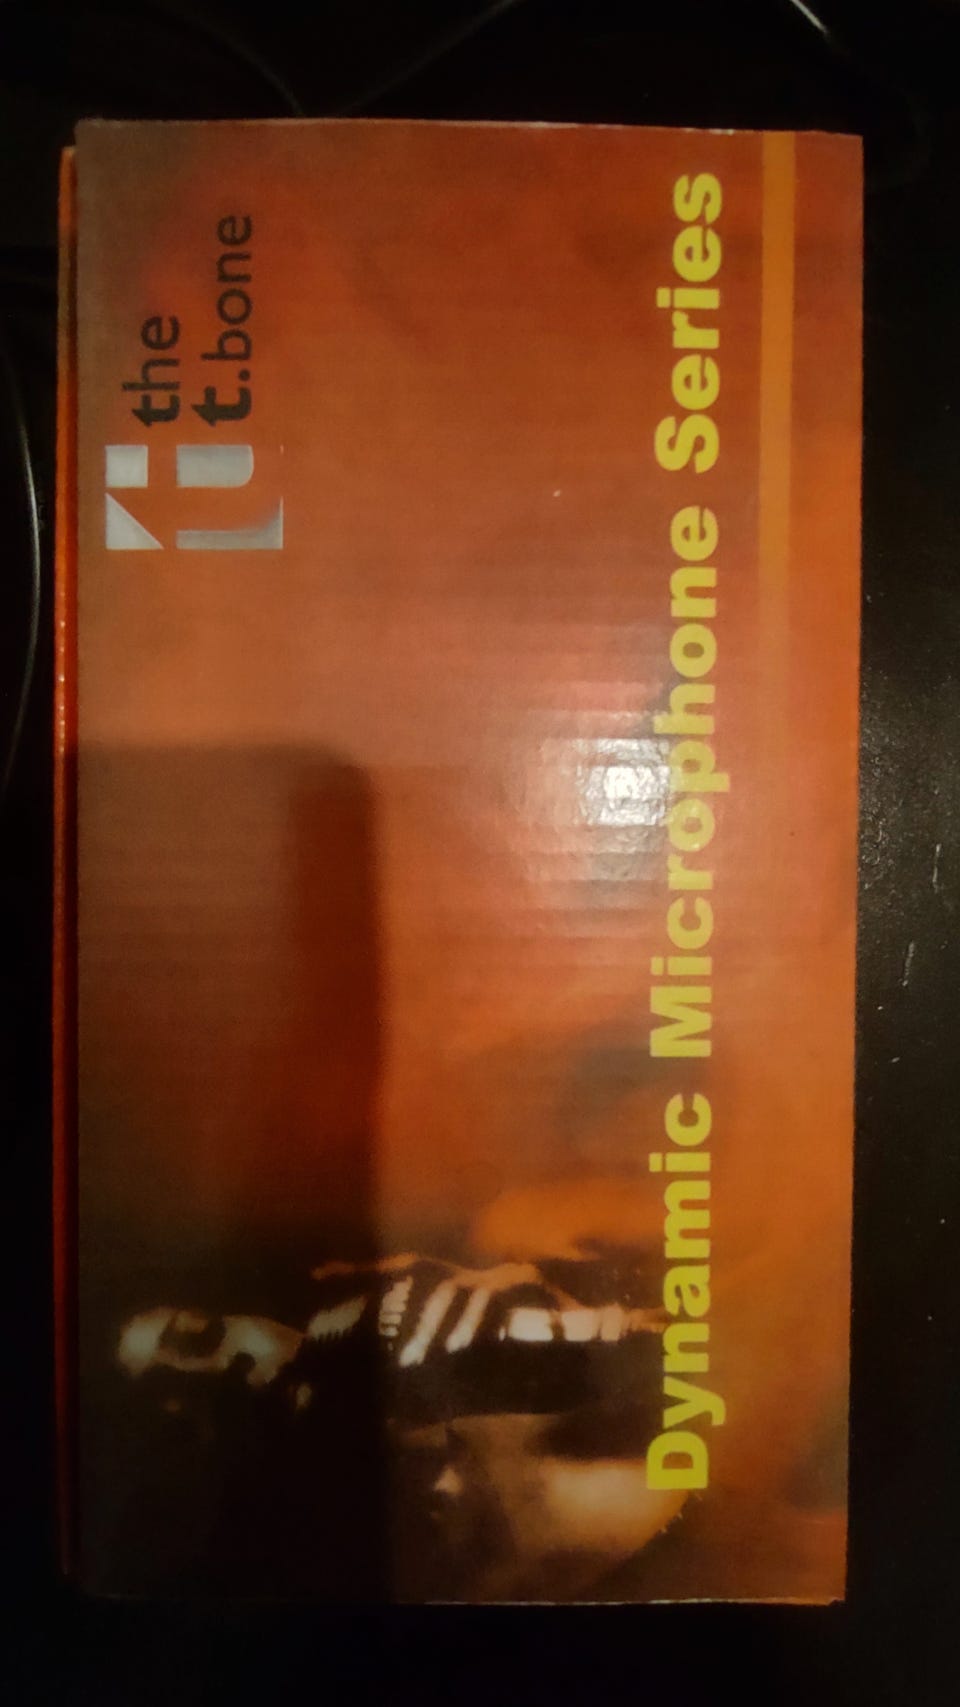 the
t.bone
Dynamic Microphone Series